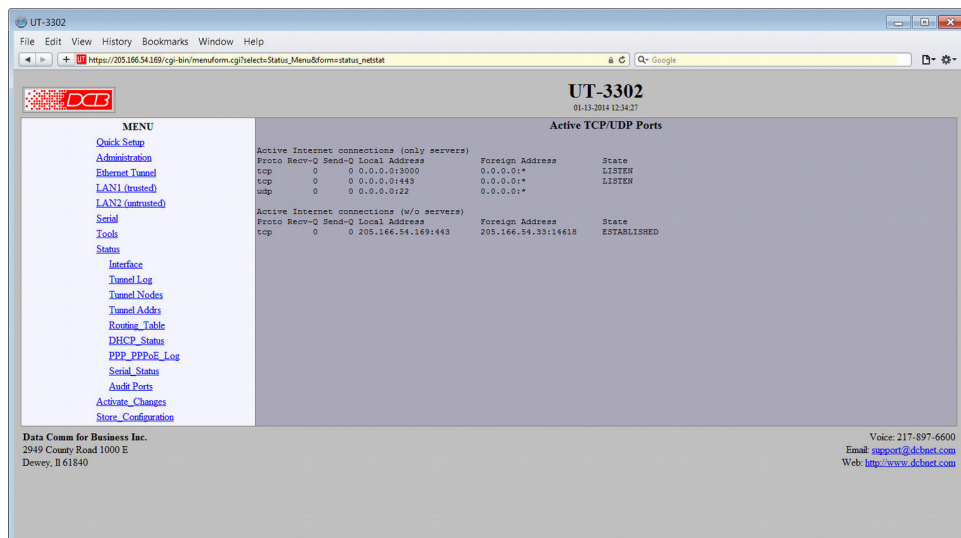 UT-3302
File Edit View History Bookmarks Window Help
https://205.166.54.169/cgi-bin/menuform.cgi?select=Status_Menu&form=status_netstat
Google
DCB
UT-3302
01-13-2014 12:34:27
MENU
Quick Setup
Administration
Ethernet Tunnel
LAN1 (trusted)
LAN2 (untrusted)
Serial
Tools
Status
Interface
Tunnel Log
Tunnel Nodes
Tunnel Addrs
Routing_Table
DHCP_Status
PPP_PPPoE_Log
Serial_Status
Audit Ports
Activate_Changes
Store_Configuration
Active TCP/UDP Ports
Active Internet connections (only servers)
Proto Recv-Q Send-Q Local Address Foreign Address State
tcp 0 0 0.0.0.0:3000 0.0.0.0:* LISTEN
tcp 0 0 0.0.0.0:443 0.0.0.0:* LISTEN
udp 0 0 0.0.0.0:22 0.0.0.0:*
Active Internet connections (w/o servers)
Proto Recv-Q Send-Q Local Address Foreign Address State
tcp 0 0 205.166.54.169:443 205.166.54.33:14618 ESTABLISHED
Data Comm for Business Inc.
2949 County Road 1000 E
Dewey, Il 61840
Voice: 217-897-6600
Email: support@dcbnet.com
Web: http://www.dcbnet.com